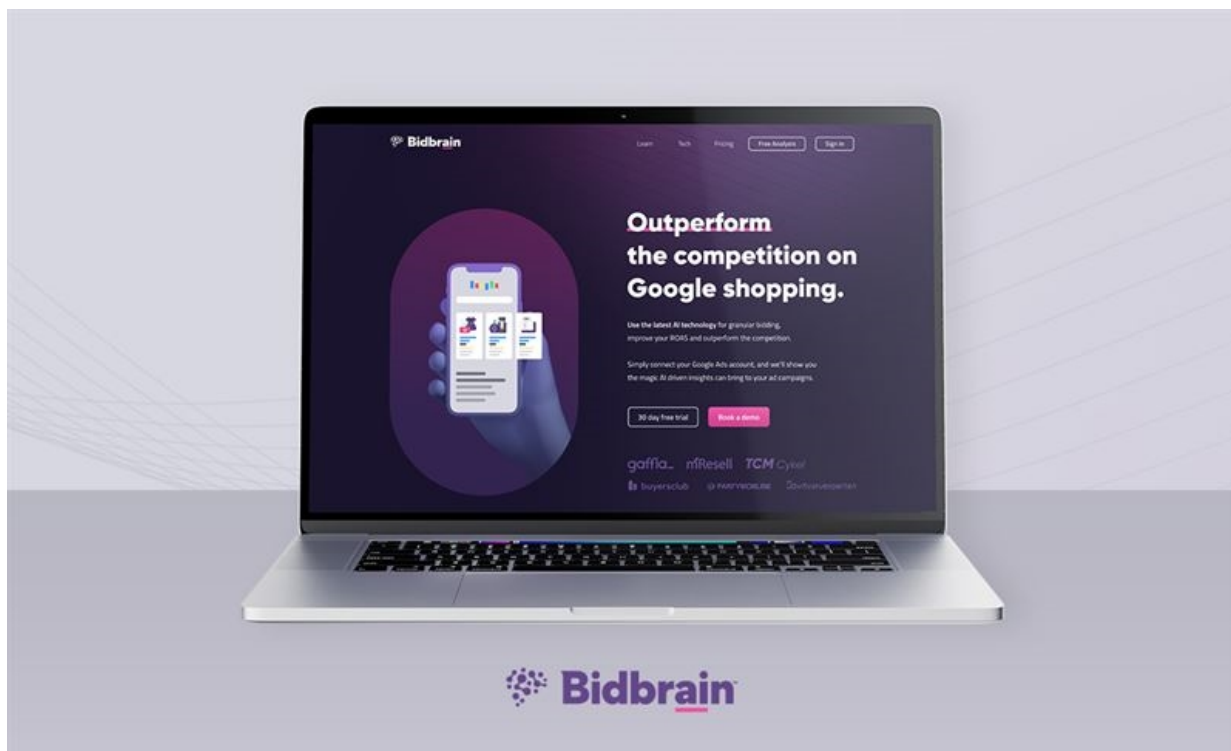 Bidbrain
Learn Tech Pricing Free Analysis Sign in
Outperform
the competition on
Google shopping.
Use the latest AI technology for granular bidding,
improve your ROAS and outperform the competition.
Simply connect your Google Ads account, and we'll show you
the magic AI driven insights can bring to your ad campaigns.
30 day free trial Book a demo
gaffla_ mResell TCM Cykel
buyersclub
Bidbrain